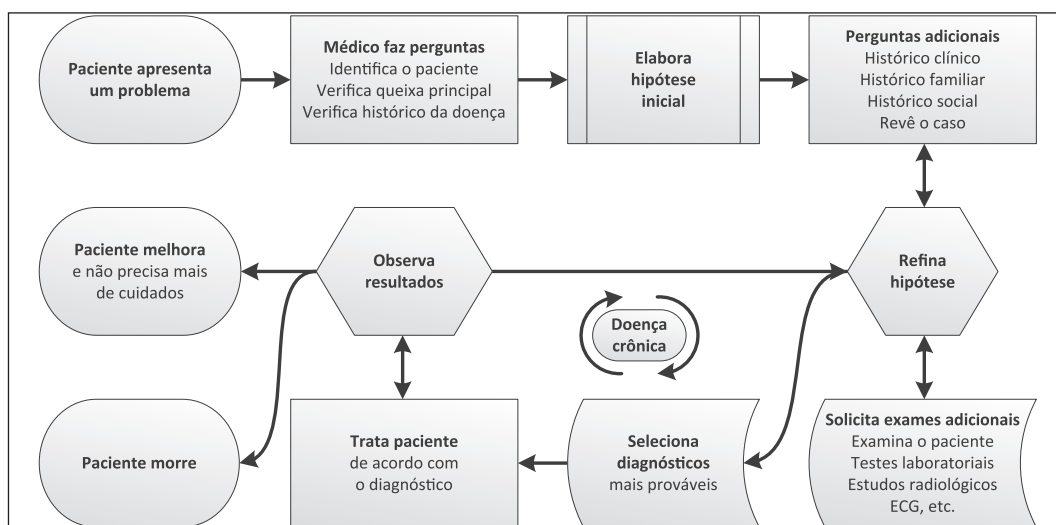 Paciente apresenta
um problema
Médico faz perguntas
Identifica o paciente
Verifica queixa principal
Verifica histórico da doença
Elabora
hipótese
inicial
Perguntas adicionais
Histórico clínico
Histórico familiar
Histórico social
Revê o caso
Paciente melhora
e não precisa mais
de cuidados
Observa
resultados
Refina
hipótese
Doença
crônica
Paciente morre
Trata paciente
de acordo com
o diagnóstico
Seleciona
diagnósticos
mais prováveis
Solicita exames adicionais
Examina o paciente
Testes laboratoriais
Estudos radiológicos
ECG, etc.